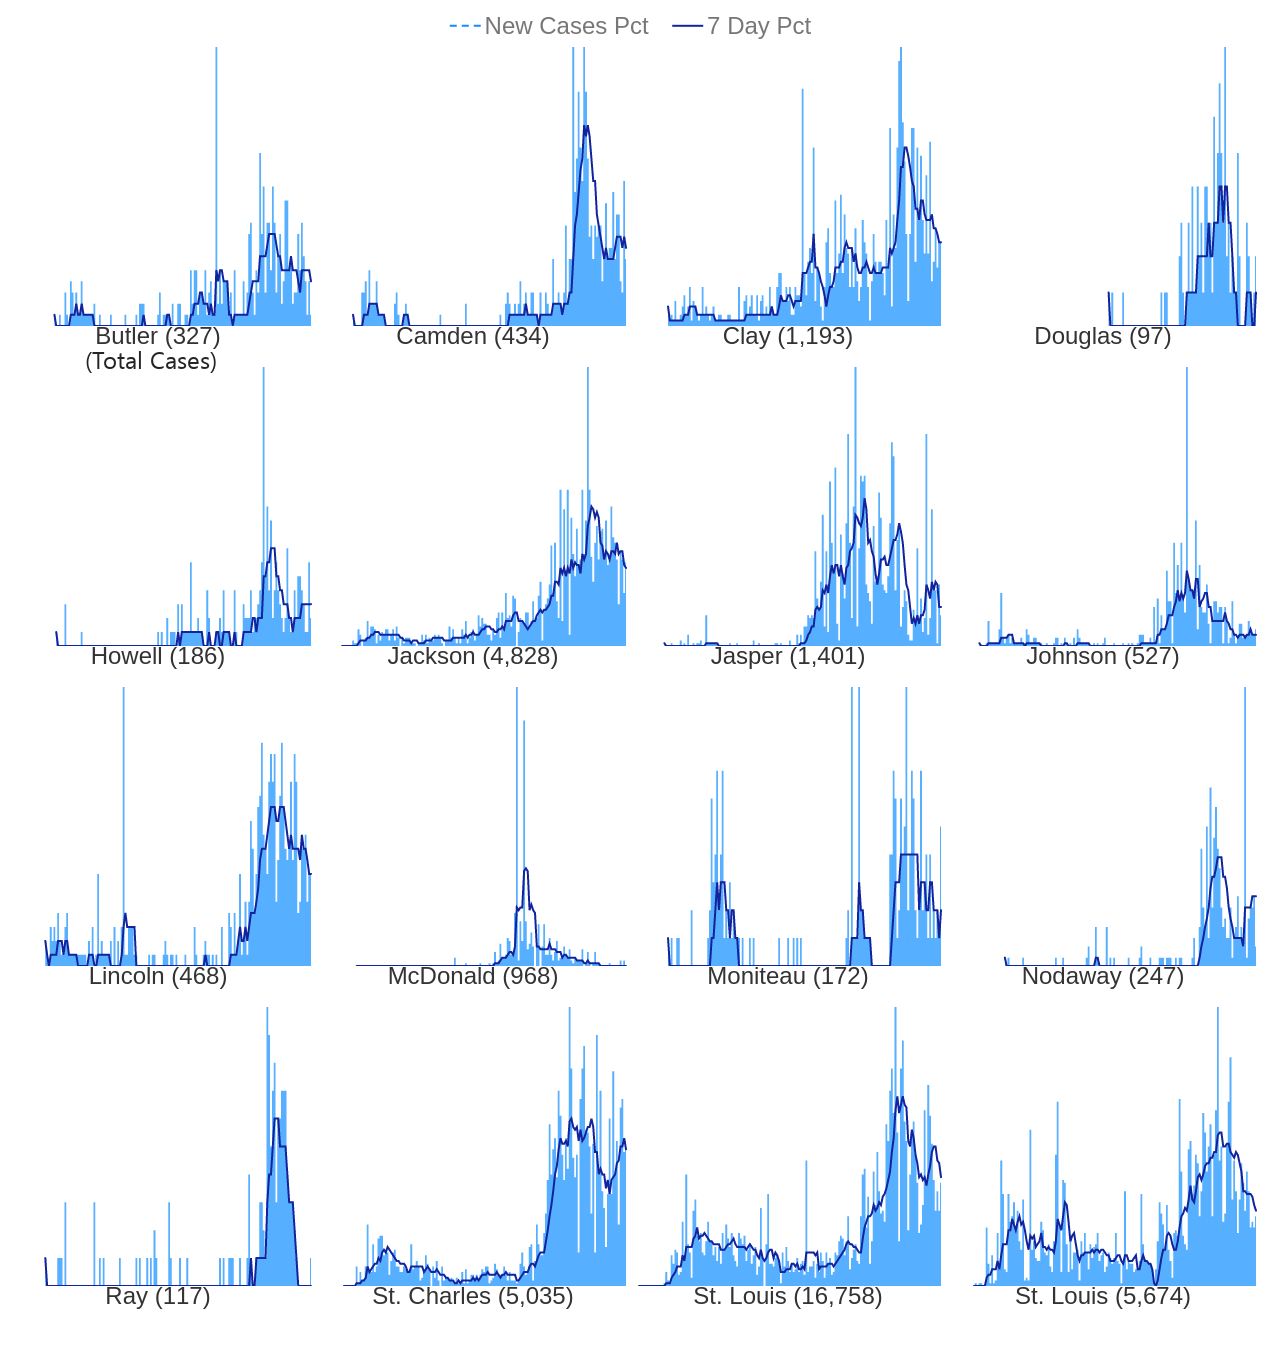 New Cases Pct 7 Day Pct
Butler (327) Camden (434) Clay (1,193) Douglas (97)
(Total Cases)
Howell (186) Jackson (4,828) Jasper (1,401) Johnson (527)
Lincoln (468) McDonald (968) Moniteau (172) Nodaway (247)
Ray (117) St. Charles (5,035) St. Louis (16,758) St. Louis (5,674)